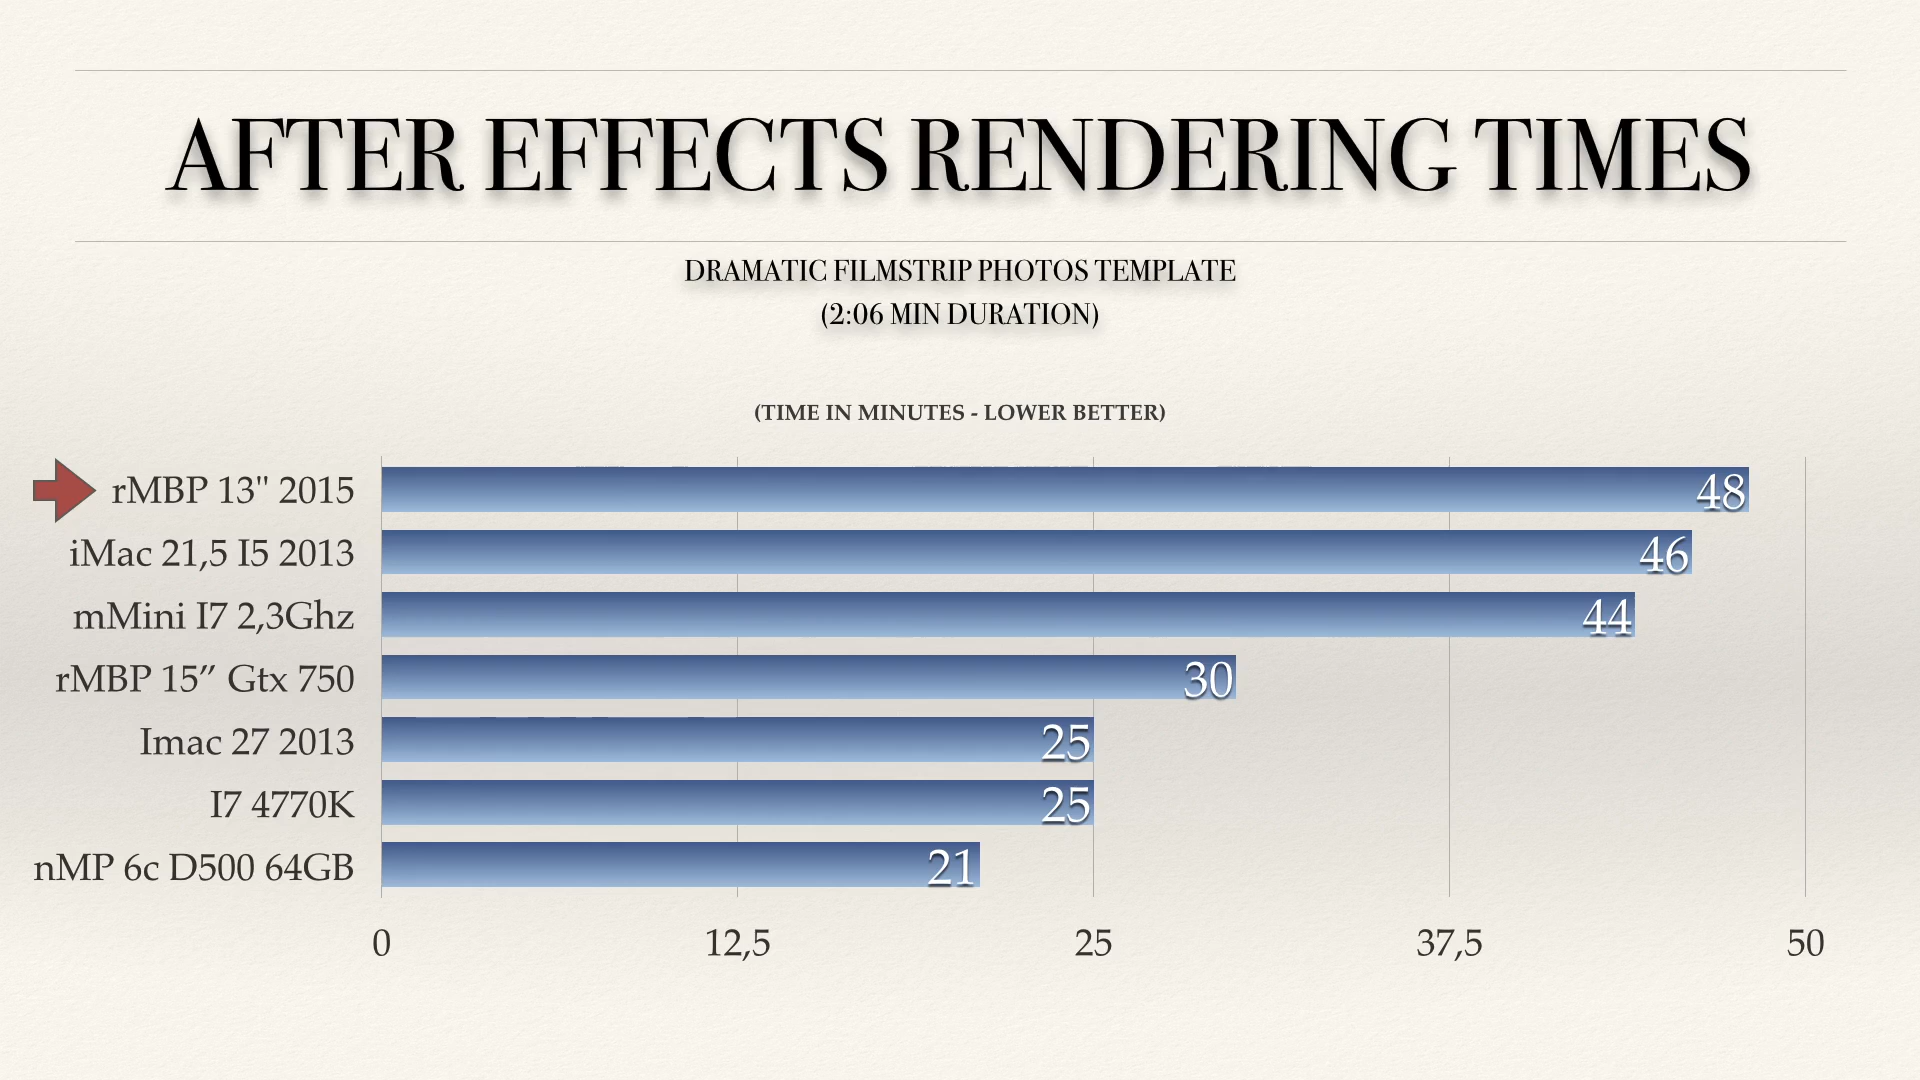 AFTER EFFECTS RENDERING TIMES
DRAMATIC FILMSTRIP PHOTOS TEMPLATE
(2:06 MIN DURATION)
(TIME IN MINUTES - LOWER BETTER)
rMBP 13" 2015 48
iMac 21,5 I5 2013 46
mMini I7 2,3Ghz 44
rMBP 15” Gtx 750 30
Imac 27 2013 25
I7 4770K 25
nMP 6c D500 64GB 21
0 12,5 25 37,5 50